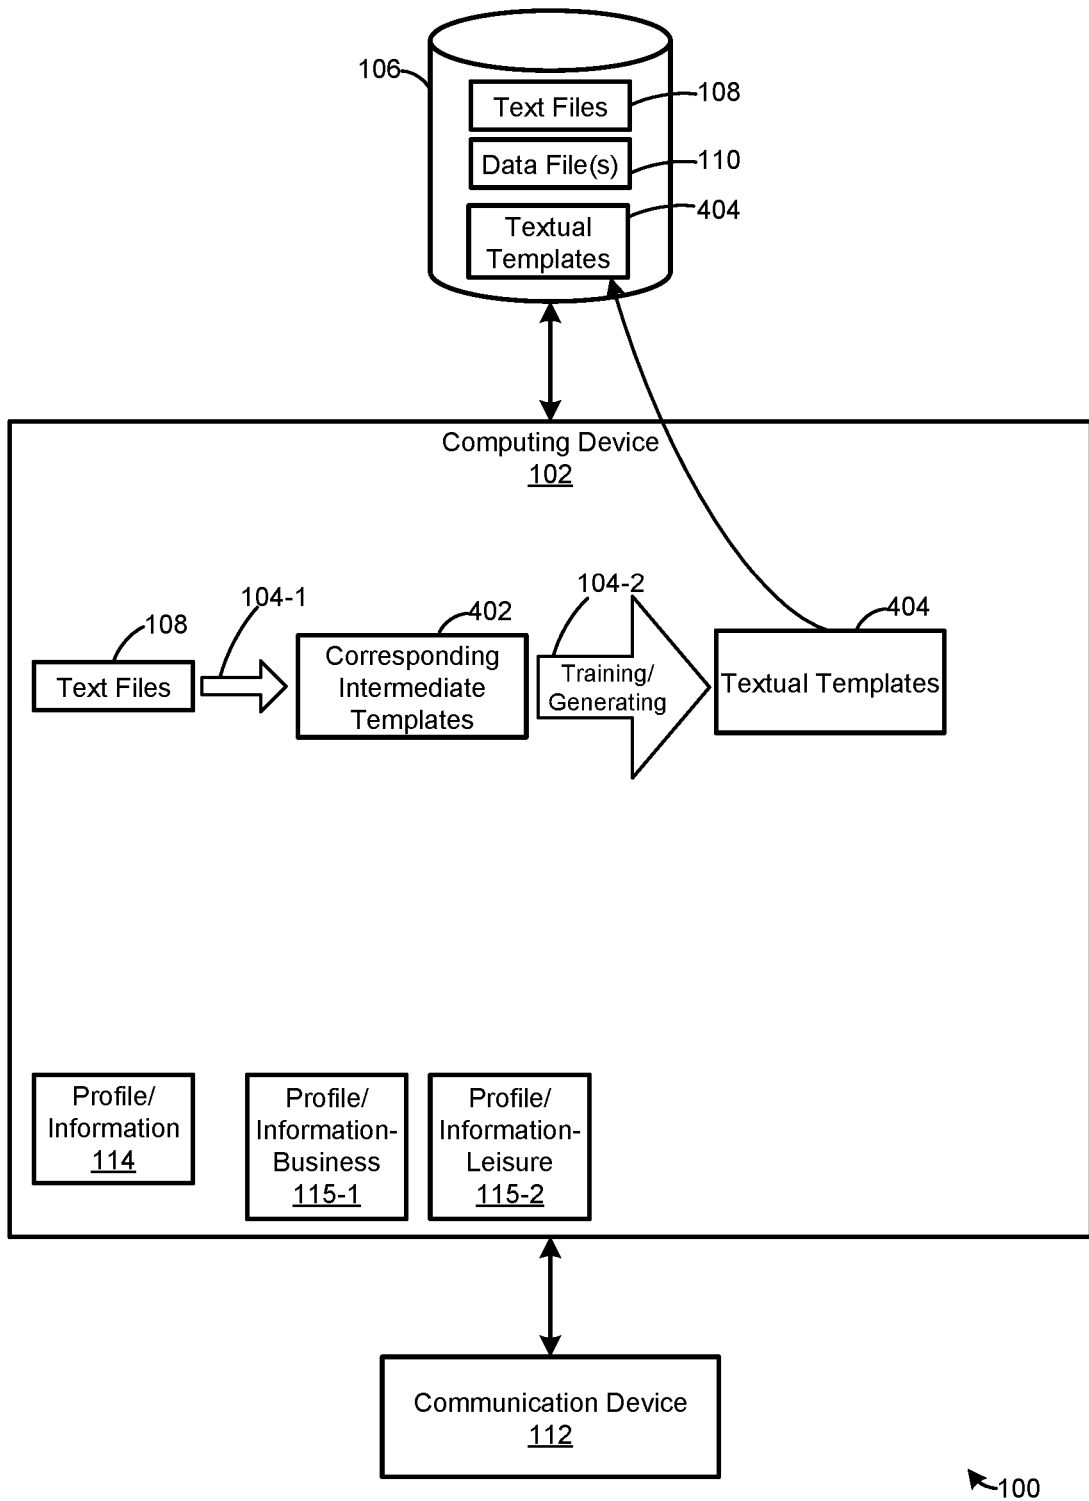 106
Text Files
108
Data File(s)
110
Textual
Templates
404
Computing Device
102
104-1
104-2
108
402
404
Text Files
Corresponding
Intermediate
Templates
Training/
Generating
Textual Templates
Profile/
Information
114
Profile/
Information-
Business
115-1
Profile/
Information-
Leisure
115-2
Communication Device
112
100